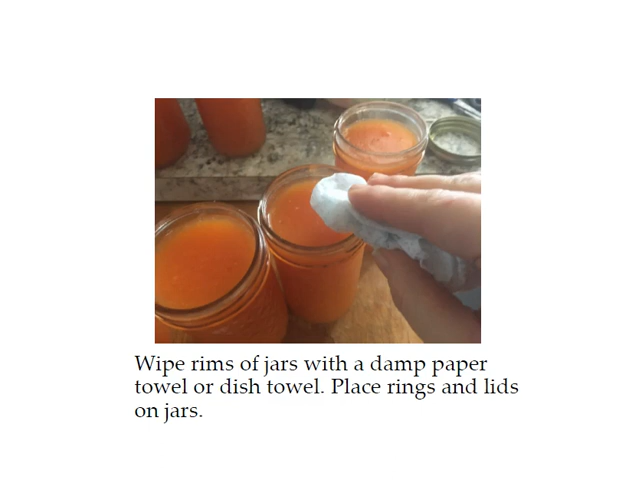 Wipe rims of jars with a damp paper
towel or dish towel. Place rings and lids
on jars.